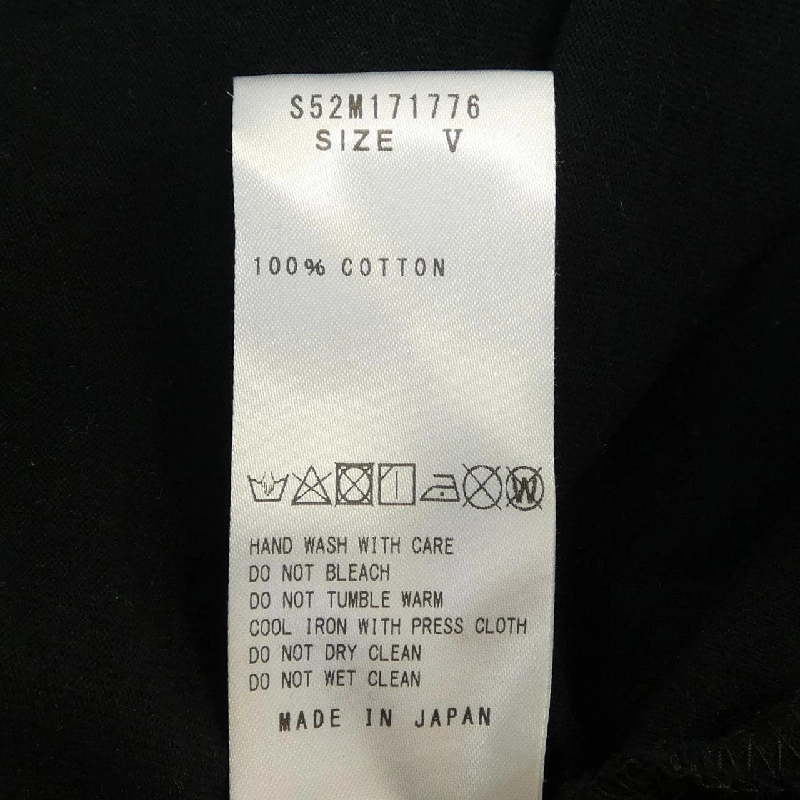 S52M171776
SIZE V
100% COTTON
W
HAND WASH WITH CARE
DO NOT BLEACH
DO NOT TUMBLE WARM
COOL IRON WITH PRESS CLOTH
DO NOT DRY CLEAN
DO NOT WET CLEAN
MADE IN JAPAN